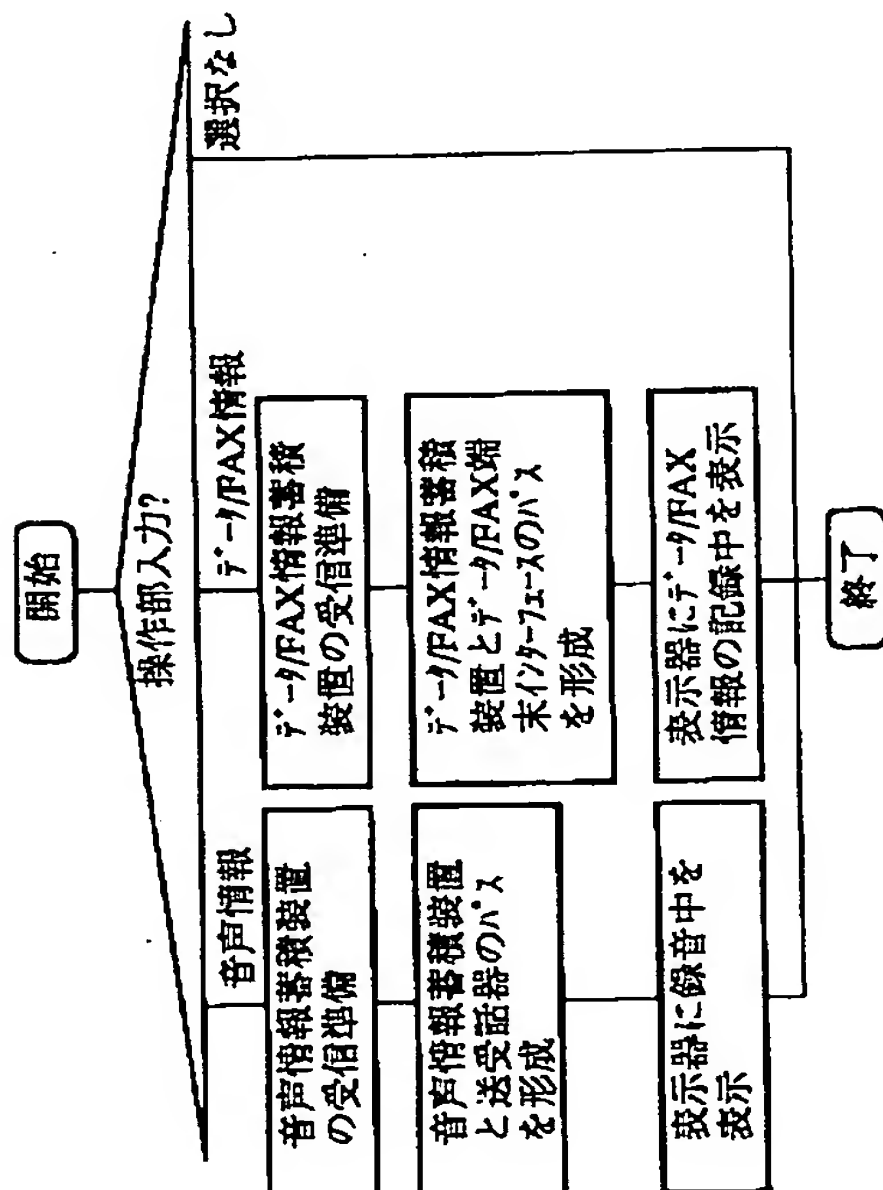 開始
操作部入力?
音声情報
データ/FAX情報
選択なし
音声情報蓄積装置
の受信準備
データ/FAX情報蓄積
装置の受信準備
音声情報蓄積装置
と送受話器のパス
を形成
データ/FAX情報蓄積
装置とデータ/FAX端
末インターフェースのパス
を形成
表示器に録音中を
表示
表示器にデータ/FAX
情報の記録中を表示
終了